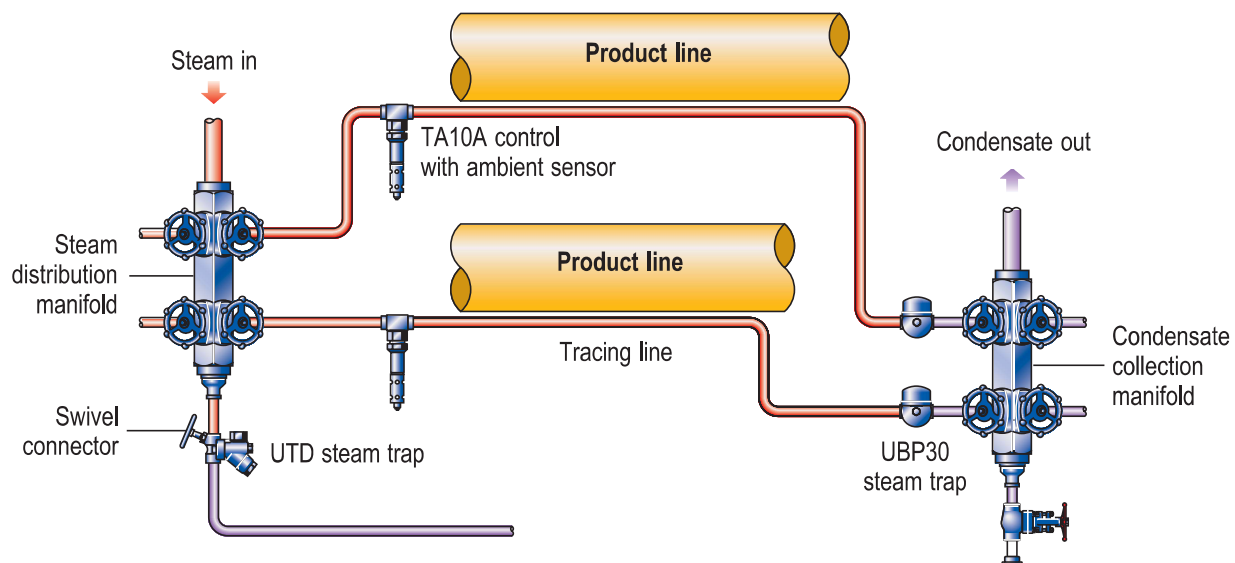 Steam in
Product line
TA10A control
with ambient sensor
Condensate out
Steam
distribution
manifold
Product line
Tracing line
Condensate
collection
manifold
Swivel
connector
UTD steam trap
UBP30
steam trap